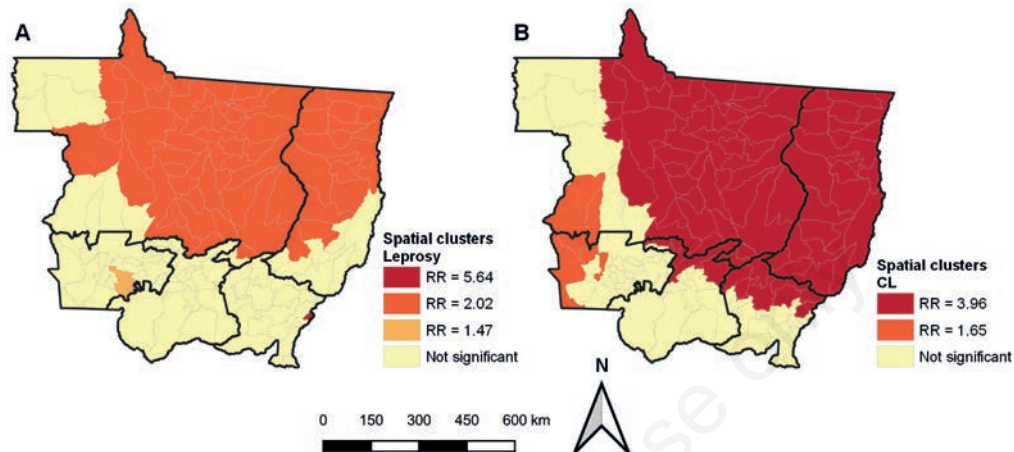 A
B
Spatial clusters
Leprosy
RR = 5.64
RR = 2.02
RR = 1.47
Not significant
Spatial clusters
CL
RR = 3.96
RR = 1.65
Not significant
N
0 150 300 450 600 km